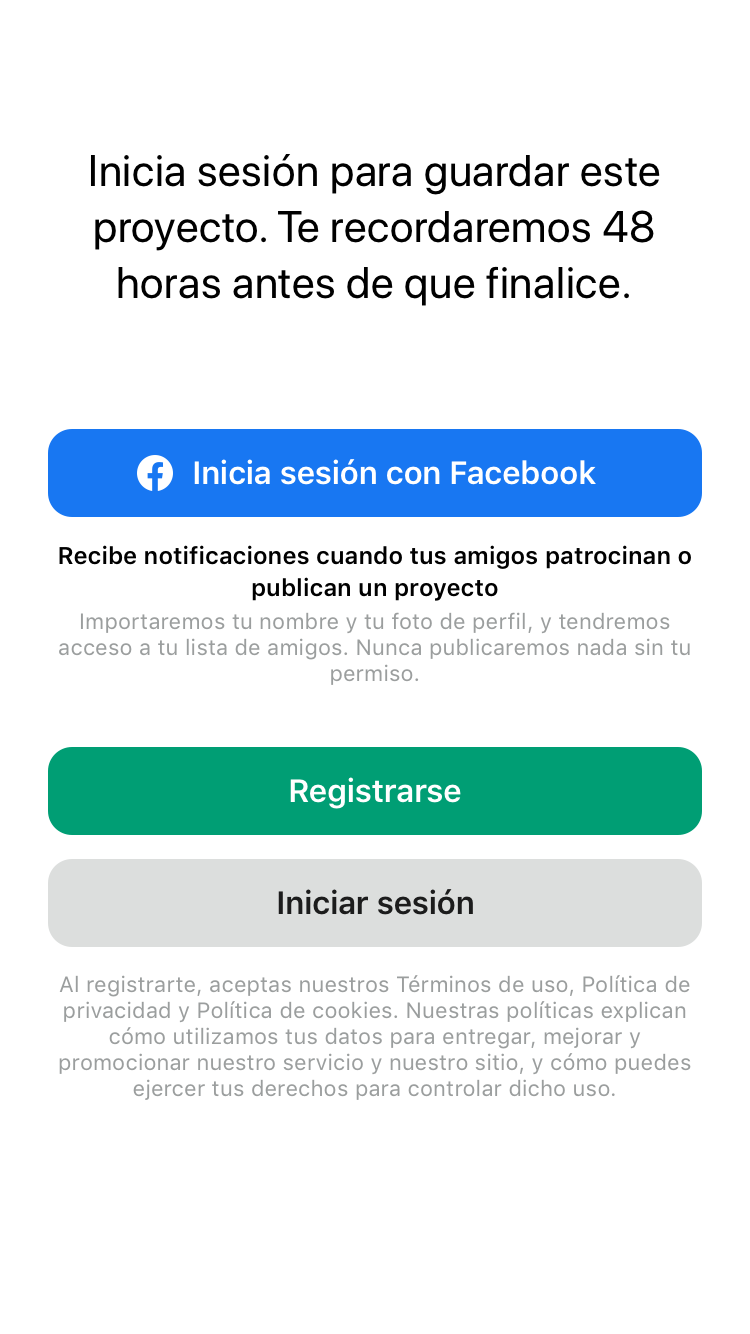 Inicia sesión para guardar este
proyecto. Te recordaremos 48
horas antes de que finalice.
Inicia sesión con Facebook
Recibe notificaciones cuando tus amigos patrocinan o
publican un proyecto
Importaremos tu nombre y tu foto de perfil, y tendremos
acceso a tu lista de amigos. Nunca publicaremos nada sin tu
permiso.
Registrarse
Iniciar sesión
Al registrarte, aceptas nuestros Términos de uso, Política de
privacidad y Política de cookies. Nuestras políticas explican
cómo utilizamos tus datos para entregar, mejorar y
promocionar nuestro servicio y nuestro sitio, y cómo puedes
ejercer tus derechos para controlar dicho uso.